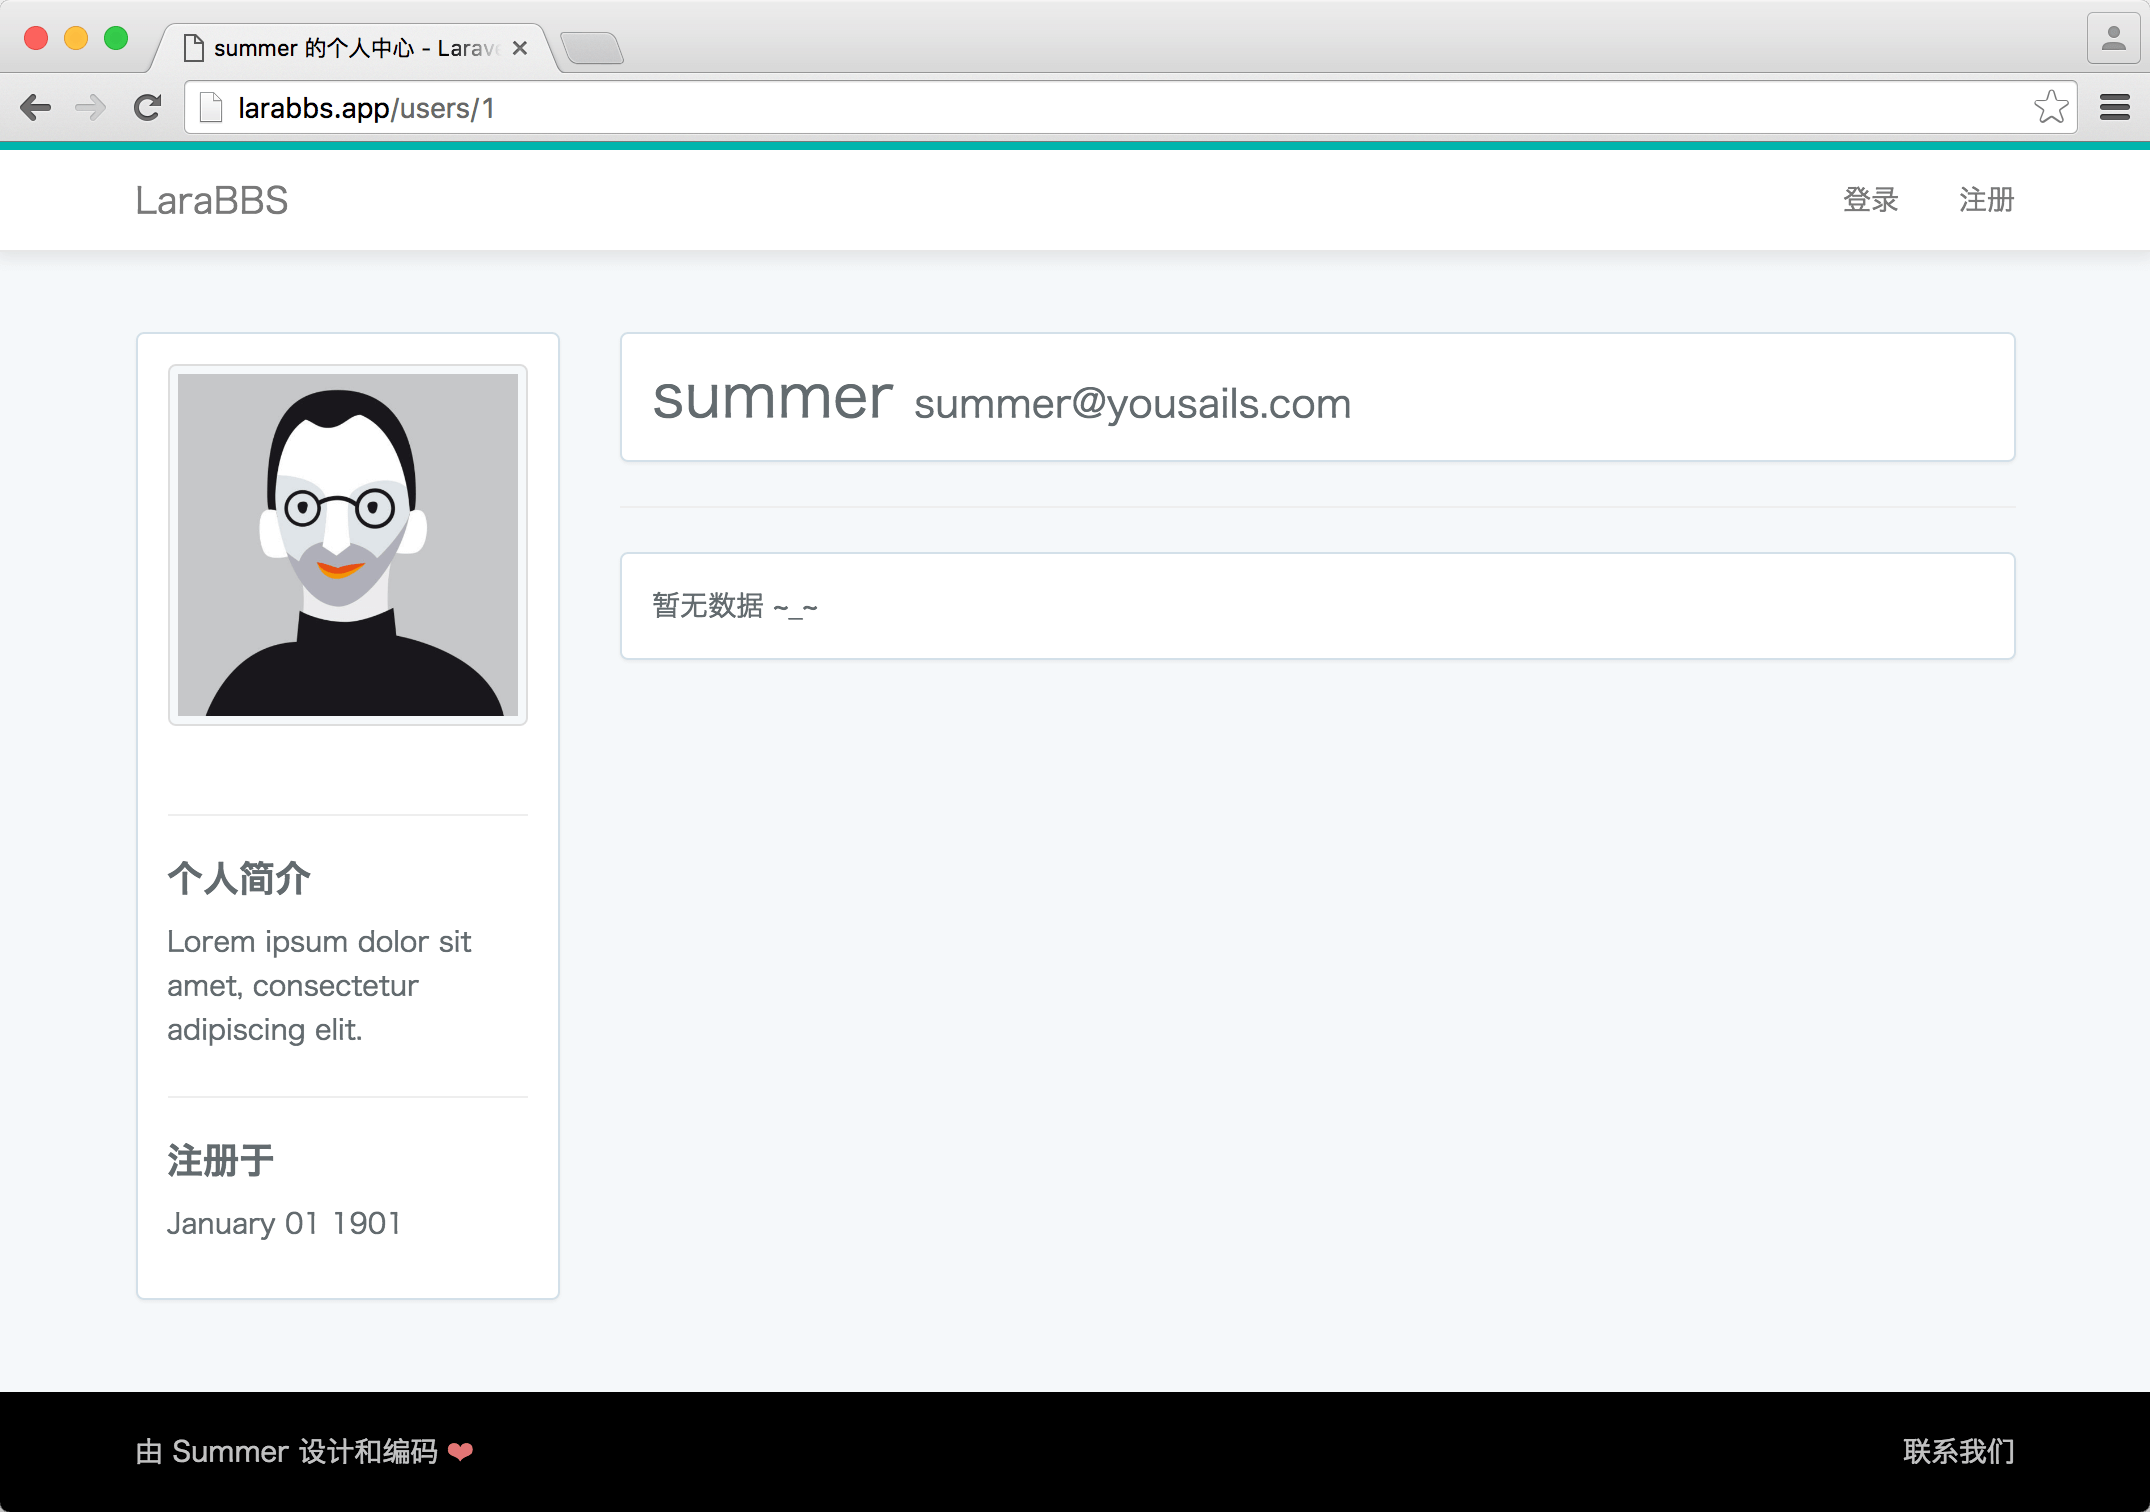 summer 的个人中心 - Larave
larabbs.app/users/1
LaraBBS
登录
注册
summer summer@yousails.com
暂无数据 ~_~
个人简介
Lorem ipsum dolor sit
amet, consectetur
adipiscing elit.
注册于
January 01 1901
由 Summer 设计和编码 ❤
联系我们